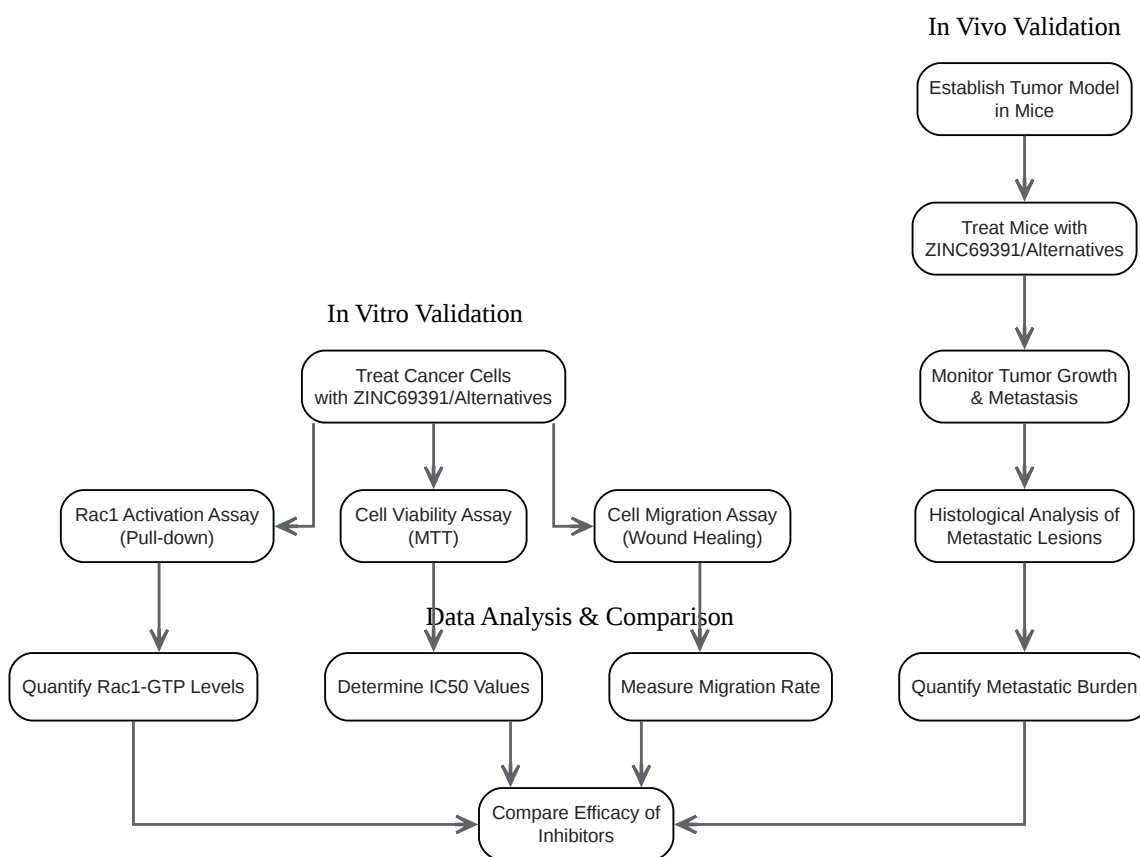 In Vivo Validation
Establish Tumor Model
in Mice
Treat Mice with
ZINC69391/Alternatives
In Vitro Validation
Treat Cancer Cells
with ZINC69391/Alternatives
Monitor Tumor Growth
& Metastasis
Rac1 Activation Assay
(Pull-down)
Cell Viability Assay
(MTT)
Cell Migration Assay
(Wound Healing)
Histological Analysis of
Metastatic Lesions
Data Analysis & Comparison
Quantify Rac1-GTP Levels
Determine IC50 Values
Measure Migration Rate
Quantify Metastatic Burden
Compare Efficacy of
Inhibitors